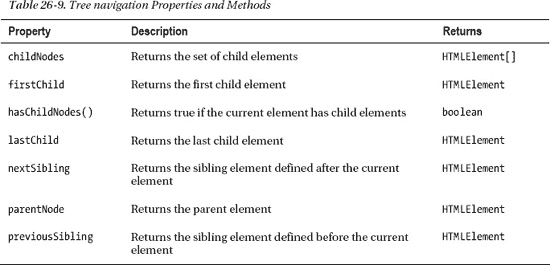 Table 26-9. Tree navigation Properties and Methods
Property Description Returns
childNodes Returns the set of child elements HTMLElement[]
firstChild Returns the first child element HTMLElement
hasChildNodes() Returns true if the current element has child elements boolean
lastChild Returns the last child element HTMLElement
nextSibling Returns the sibling element defined after the current HTMLElement
element
parentNode Returns the parent element HTMLElement
previousSibling Returns the sibling element defined before the current HTMLElement
element